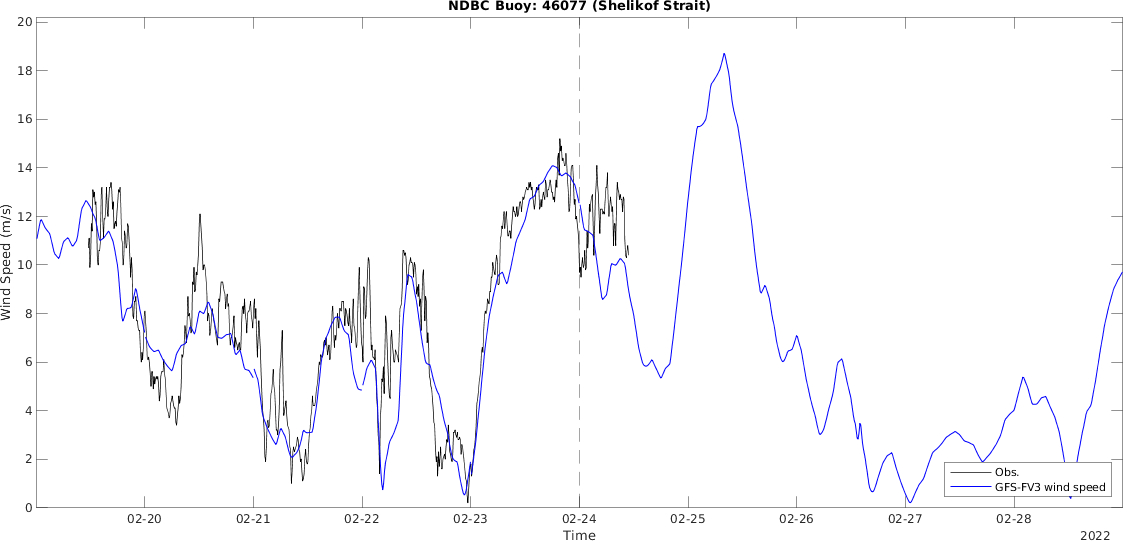 NDBC Buoy: 46077 (Shelikof Strait)
20
18
16
14
12
10
8
6
4
2
0
Wind Speed (m/s)
02-20 02-21 02-22 02-23 02-24 02-25 02-26 02-27 02-28
Time
2022
Obs.
GFS-FV3 wind speed